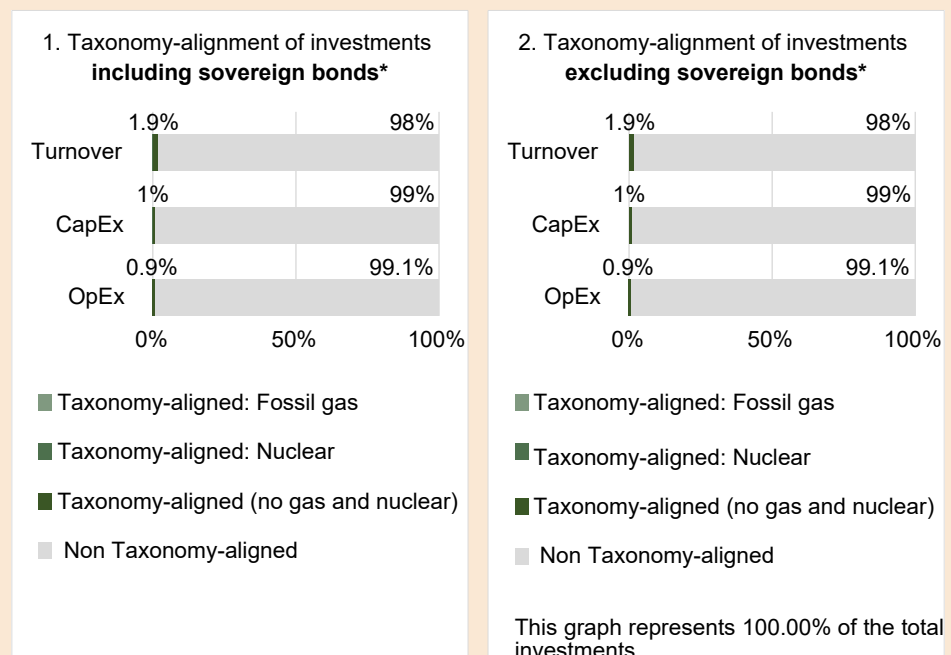 1. Taxonomy-alignment of investments
including sovereign bonds*
1.9% 98%
Turnover
1% 99%
CapEx
0.9% 99.1%
OpEx
0% 50% 100%
Taxonomy-aligned: Fossil gas
Taxonomy-aligned: Nuclear
Taxonomy-aligned (no gas and nuclear)
Non Taxonomy-aligned
2. Taxonomy-alignment of investments
excluding sovereign bonds*
1.9% 98%
Turnover
1% 99%
CapEx
0.9% 99.1%
OpEx
0% 50% 100%
Taxonomy-aligned: Fossil gas
Taxonomy-aligned: Nuclear
Taxonomy-aligned (no gas and nuclear)
Non Taxonomy-aligned
This graph represents 100.00% of the total
investments